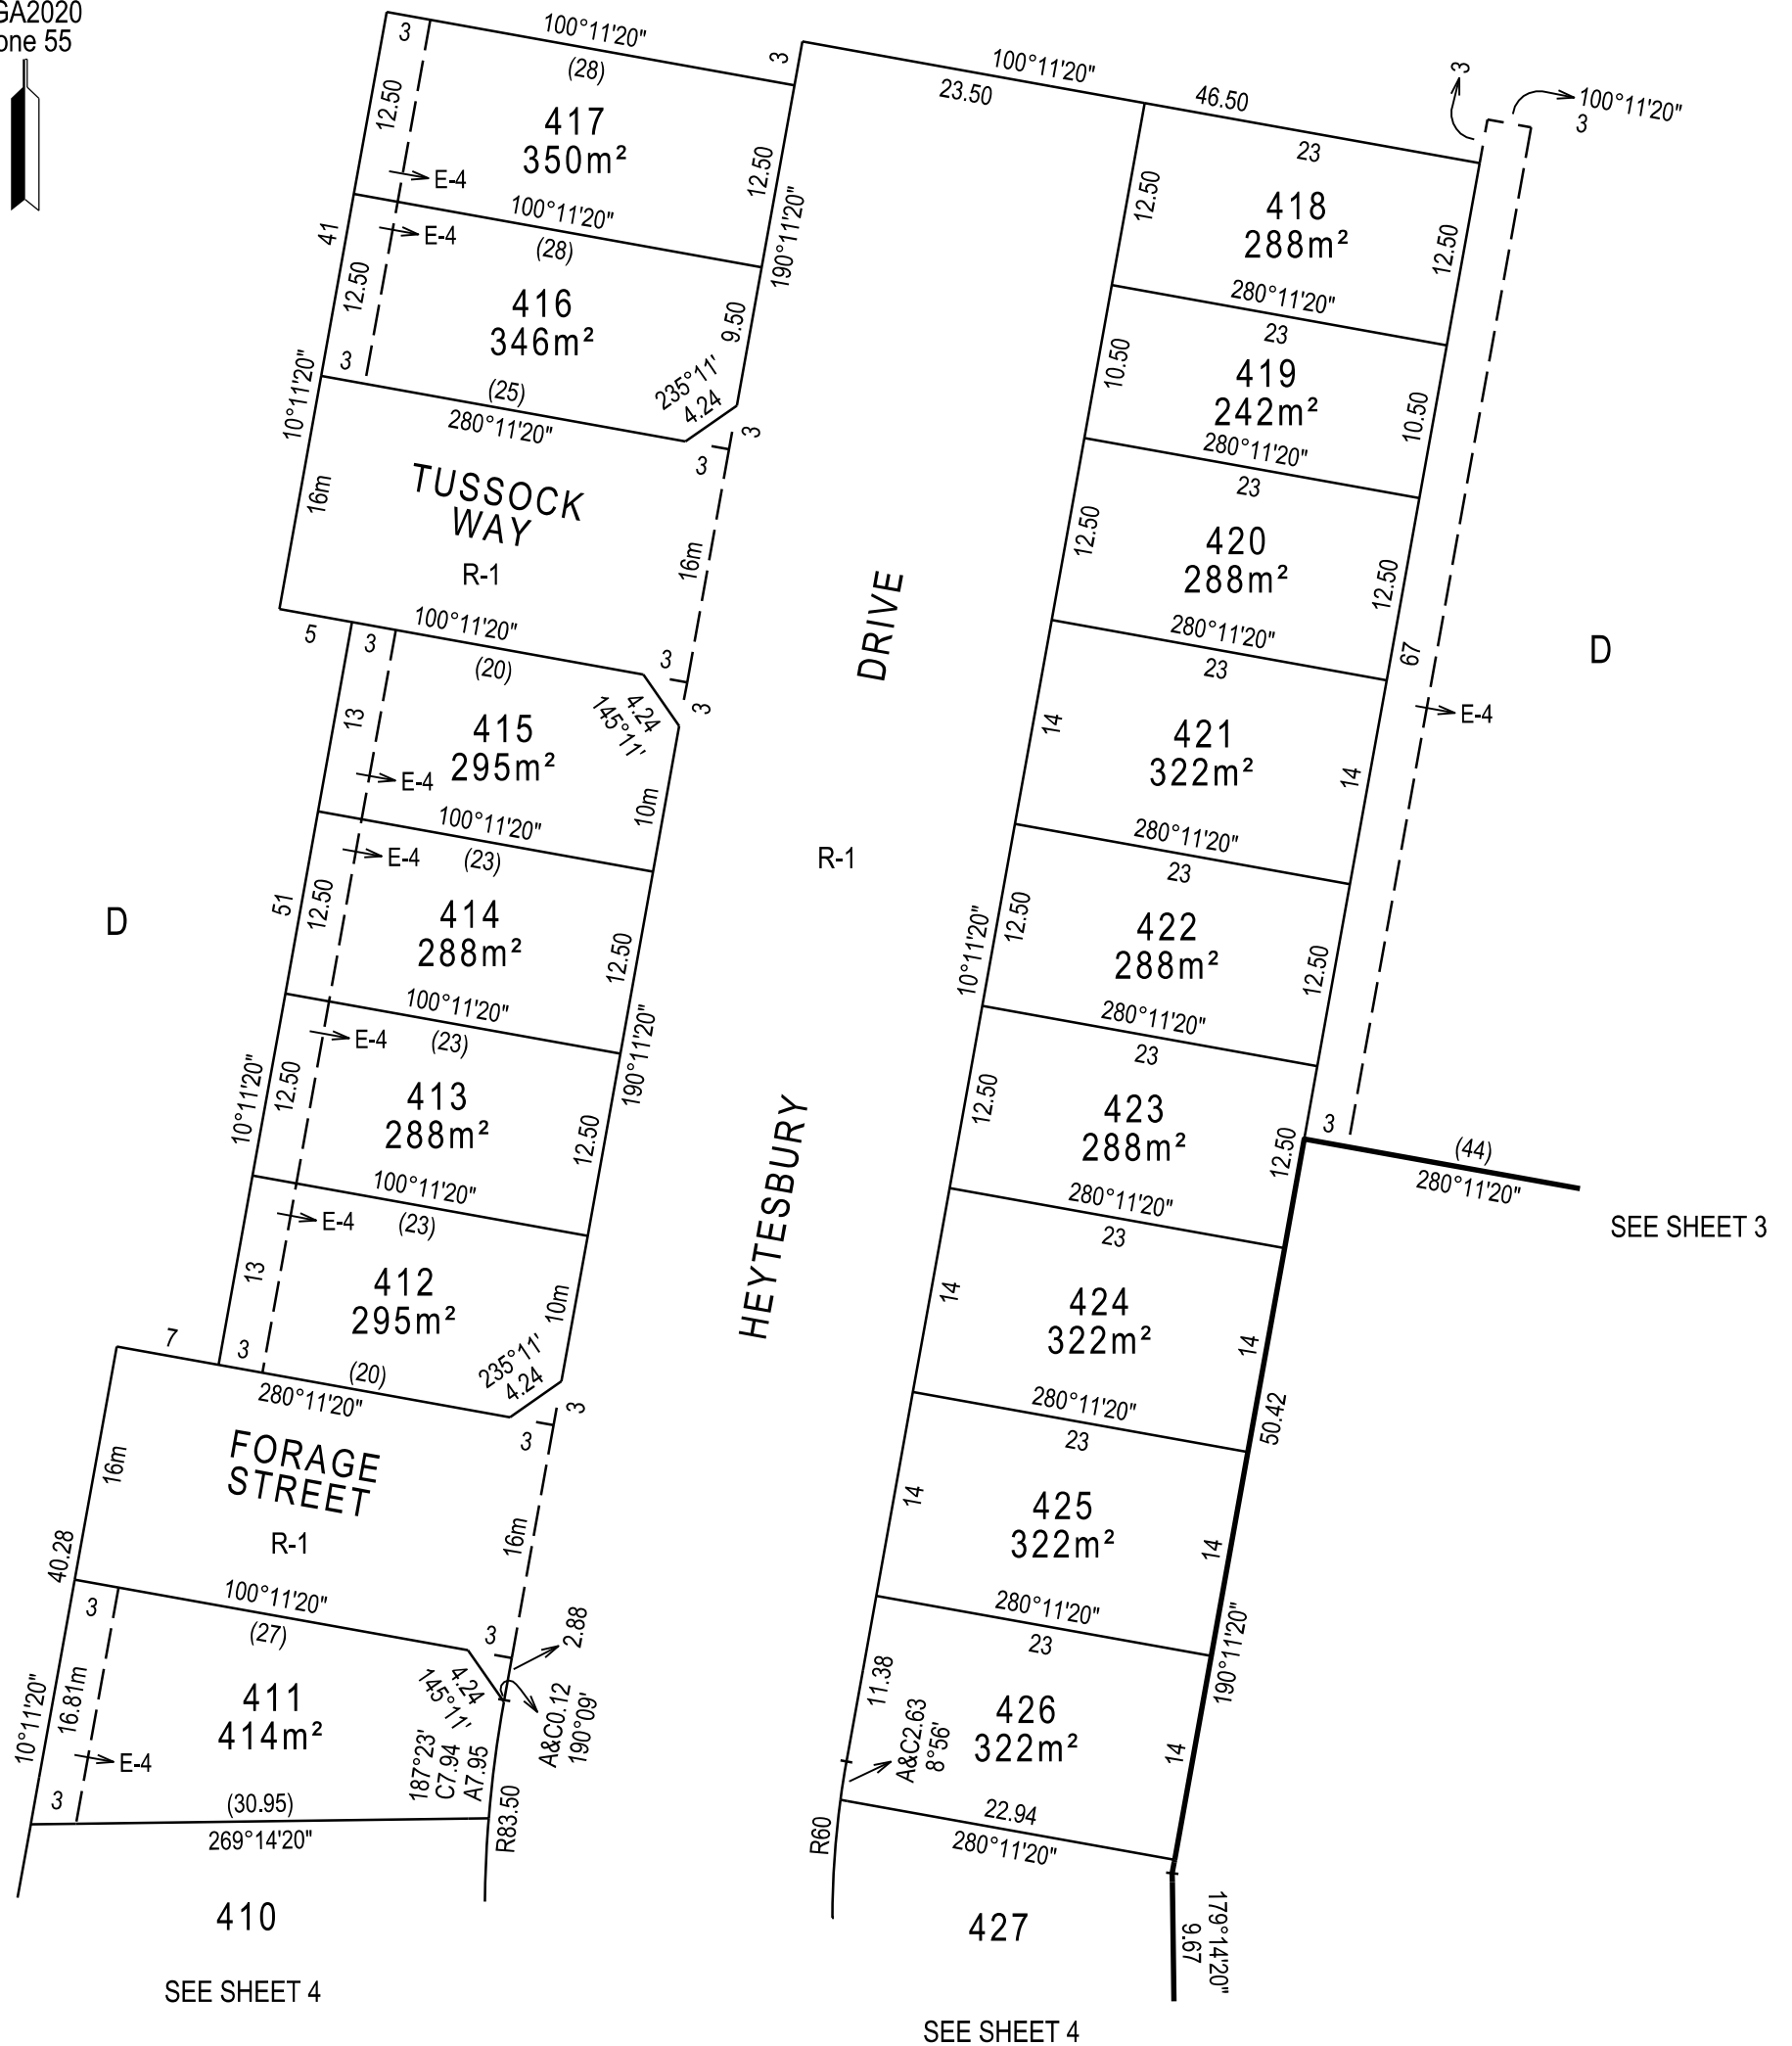 GA2020
one 55
3
100°11'20"
(28)
3
12.50
417
350m²
12.50
E-4
100°11'20"
(28)
E-4
41
12.50
416
346m²
9.50
190°11'20"
3
(25)
280°11'20"
235°11'
4.24
3
3
10°11'20"
16m
TUSSOCK
WAY
R-1
16m
5
3
100°11'20"
(20)
3
3
4.24
145°11'
13
415
295m²
10m
E-4
100°11'20"
(23)
E-4
51
12.50
414
288m²
12.50
100°11'20"
(23)
E-4
D
10°11'20"
12.50
413
288m²
12.50
190°11'20"
100°11'20"
(23)
E-4
13
412
295m²
10m
7
3
(20)
280°11'20"
235°11'
4.24
3
3
16m
FORAGE
STREET
R-1
16m
40.28
3
100°11'20"
(27)
3
2.88
4.24
145°11'
A&C0.12
190°09'
10°11'20"
16.81m
411
414m²
E-4
187°23'
C7.94
A7.95
R83.50
3
(30.95)
269°14'20"
410
SEE SHEET 4
HEYTESBURY
DRIVE
R-1
100°11'20"
23.50
46.50
23
3
100°11'20"
3
12.50
418
288m²
12.50
280°11'20"
23
10.50
419
242m²
10.50
280°11'20"
23
12.50
420
288m²
12.50
280°11'20"
23
67
D
E-4
14
421
322m²
14
280°11'20"
23
10°11'20"
12.50
422
288m²
12.50
280°11'20"
23
12.50
423
288m²
12.50
3
(44)
280°11'20"
SEE SHEET 3
280°11'20"
23
14
424
322m²
14
50.42
280°11'20"
23
14
425
322m²
14
190°11'20"
280°11'20"
23
11.38
426
322m²
14
A&C2.63
8°56'
R60
22.94
280°11'20"
427
179°14'20"
9.67
SEE SHEET 4